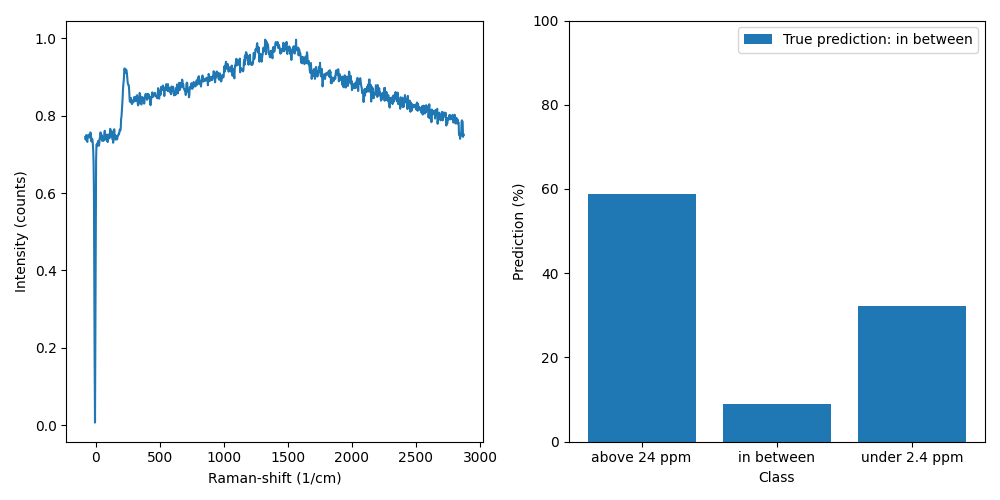 1.0
0.8
0.6
0.4
0.2
0.0
Intensity (counts)
0 500 1000 1500 2000 2500 3000
Raman-shift (1/cm)
100
80
60
40
20
0
Prediction (%)
True prediction: in between
above 24 ppm in between under 2.4 ppm
Class